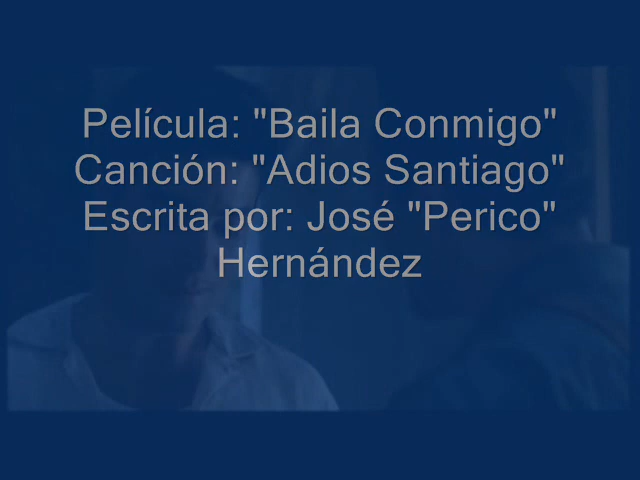 Película: "Baila Conmigo"
Canción: "Adios Santiago"
Escrita por: José "Perico"
Hernández